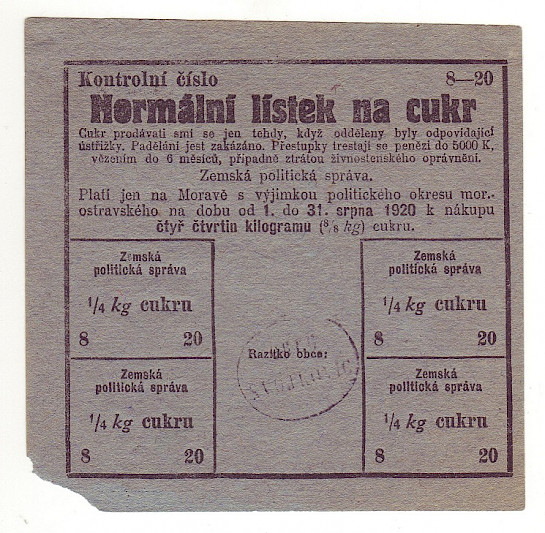 Kontrolní číslo 8—20
Normální lístek na cukr
Cukr prodávati smí se jen tehdy, když odděleny byly odpovídající
ústřižky. Padělání jest zakázáno. Přestupky trestají se penězi do 5000 K,
vězením do 6 měsíců, případně ztrátou živnostenského oprávnění.
Zemská politická správa.
Platí jen na Moravě s výjimkou politického okresu mor.-
ostravského na dobu od 1. do 31. srpna 1920 k nákupu
čtyř čtvrtin kilogramu (⁸/₈ kg) cukru.
Zemská
politická správa
¼ kg cukru
8 20
Zemská
politická správa
¼ kg cukru
8 20
Razítko obce:
Zemská
politická správa
¼ kg cukru
8 20
Zemská
politická správa
¼ kg cukru
8 20